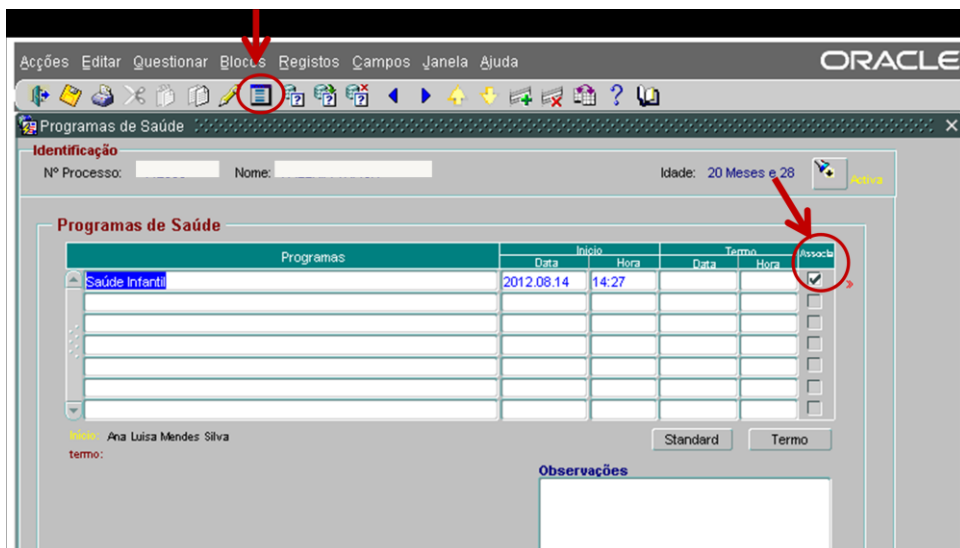 Acções Editar Questionar Blocos Registos Campos Janela Ajuda ORACLE
Programas de Saúde
Identificação
Nº Processo: Nome: Idade: 20 Meses e 28 Activa
Programas de Saúde
Programas Inicio Termo Associa
Data Hora Data Hora
Saúde Infantil 2012.08.14 14:27
Inicio: Ana Luisa Mendes Silva Standard Termo
termo:
Observações